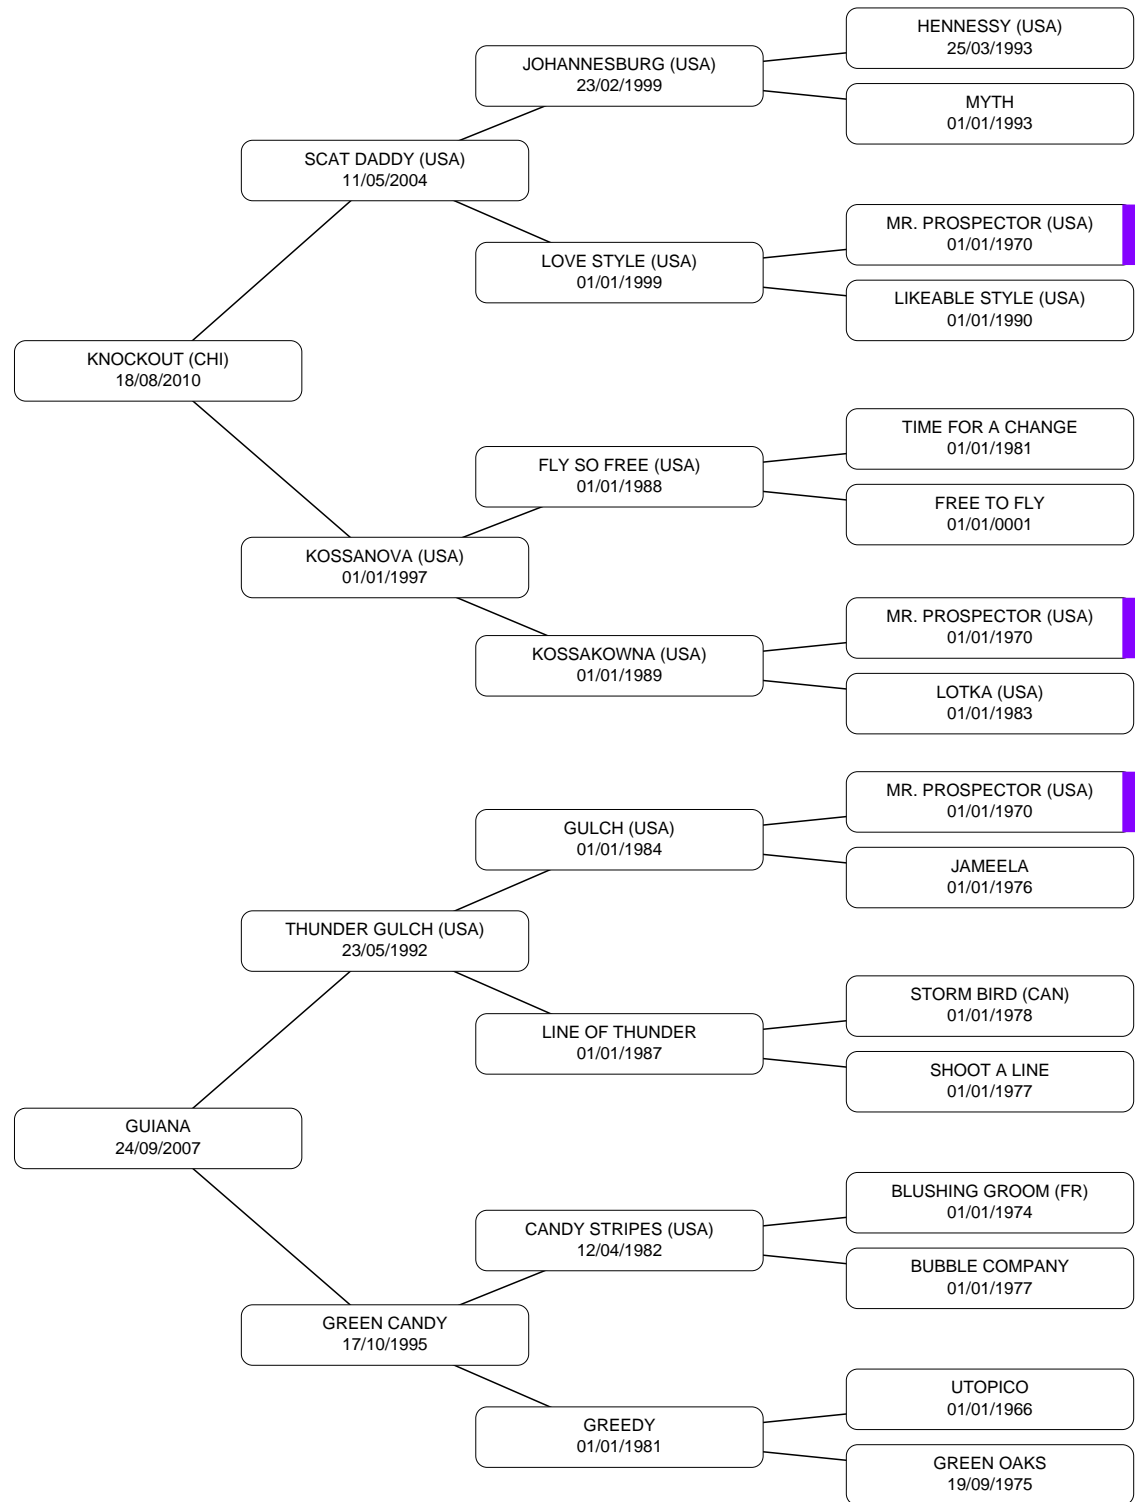 HENNESSY (USA)
25/03/1993
JOHANNESBURG (USA)
23/02/1999
MYTH
01/01/1993
SCAT DADDY (USA)
11/05/2004
MR. PROSPECTOR (USA)
01/01/1970
LOVE STYLE (USA)
01/01/1999
LIKEABLE STYLE (USA)
01/01/1990
KNOCKOUT (CHI)
18/08/2010
TIME FOR A CHANGE
01/01/1981
FLY SO FREE (USA)
01/01/1988
FREE TO FLY
01/01/0001
KOSSANOVA (USA)
01/01/1997
MR. PROSPECTOR (USA)
01/01/1970
KOSSAKOWNA (USA)
01/01/1989
LOTKA (USA)
01/01/1983
MR. PROSPECTOR (USA)
01/01/1970
GULCH (USA)
01/01/1984
JAMEELA
01/01/1976
THUNDER GULCH (USA)
23/05/1992
STORM BIRD (CAN)
01/01/1978
LINE OF THUNDER
01/01/1987
SHOOT A LINE
01/01/1977
GUIANA
24/09/2007
BLUSHING GROOM (FR)
01/01/1974
CANDY STRIPES (USA)
12/04/1982
BUBBLE COMPANY
01/01/1977
GREEN CANDY
17/10/1995
UTOPICO
01/01/1966
GREEDY
01/01/1981
GREEN OAKS
19/09/1975